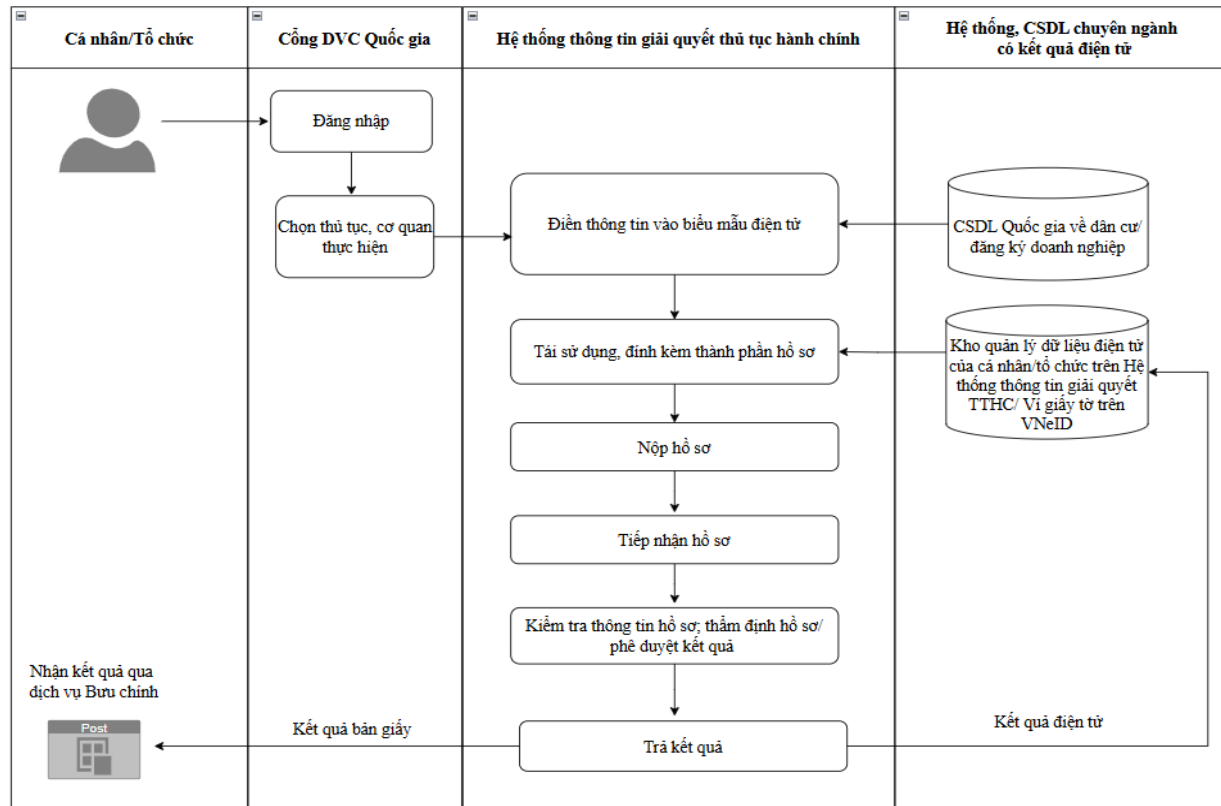 Cá nhân/Tổ chức
Cổng DVC Quốc gia
Hệ thống thông tin giải quyết thủ tục hành chính
Hệ thống, CSDL chuyên ngành
có kết quả điện tử
Đăng nhập
Chọn thủ tục, cơ quan
thực hiện
Điền thông tin vào biểu mẫu điện tử
CSDL Quốc gia về dân cư/
đăng ký doanh nghiệp
Tái sử dụng, đính kèm thành phần hồ sơ
Kho quản lý dữ liệu điện tử
của cá nhân/tổ chức trên Hệ
thống thông tin giải quyết
TTHC/ Ví giấy tờ trên
VNeID
Nộp hồ sơ
Tiếp nhận hồ sơ
Kiểm tra thông tin hồ sơ; thẩm định hồ sơ/
phê duyệt kết quả
Nhận kết quả qua
dịch vụ Bưu chính
Post
Kết quả bản giấy
Trả kết quả
Kết quả điện tử